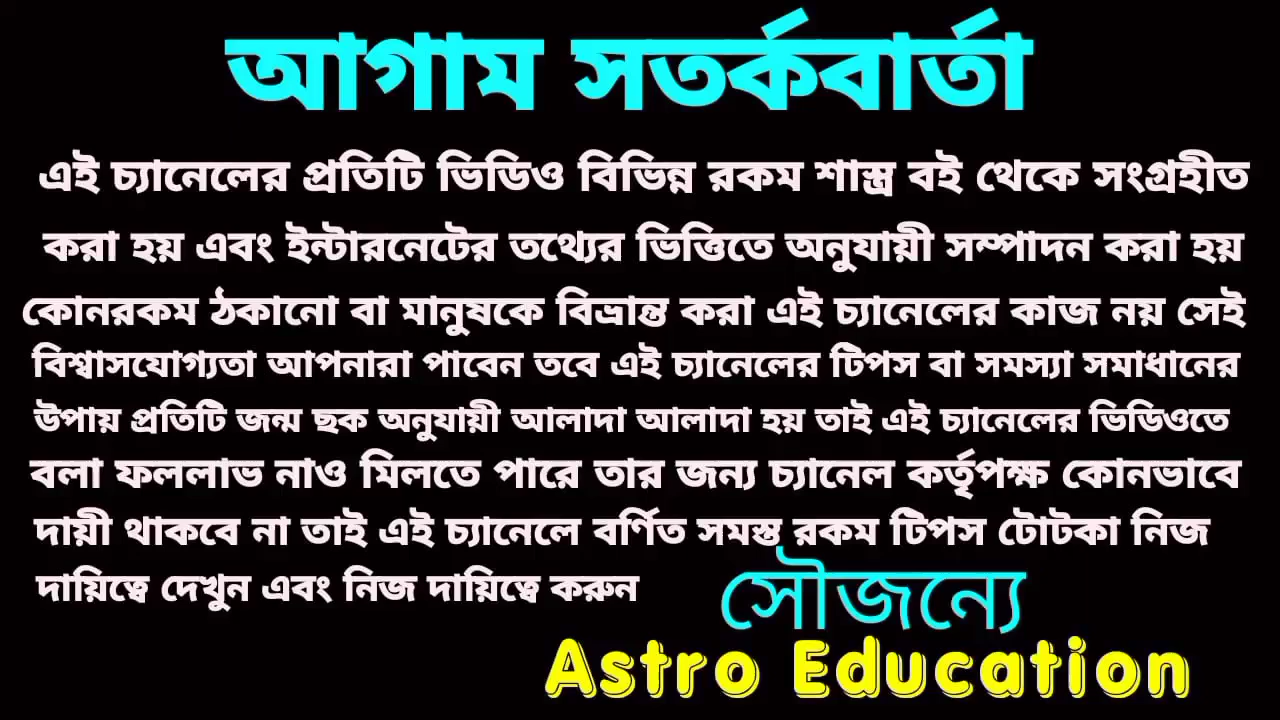 আগাম সতর্কবার্তা
এই চ্যানেলের প্রতিটি ভিডিও বিভিন্ন রকম শাস্ত্র বই থেকে সংগ্রহীত
করা হয় এবং ইন্টারনেটের তথ্যের ভিত্তিতে অনুযায়ী সম্পাদন করা হয়
কোনরকম ঠকানো বা মানুষকে বিভ্রান্ত করা এই চ্যানেলের কাজ নয় সেই
বিশ্বাসযোগ্যতা আপনারা পাবেন তবে এই চ্যানেলের টিপস বা সমস্যা সমাধানের
উপায় প্রতিটি জন্ম ছক অনুযায়ী আলাদা আলাদা হয় তাই এই চ্যানেলের ভিডিওতে
বলা ফললাভ নাও মিলতে পারে তার জন্য চ্যানেল কর্তৃপক্ষ কোনভাবে
দায়ী থাকবে না তাই এই চ্যানেলে বর্ণিত সমস্ত রকম টিপস টোটকা নিজ
দায়িত্বে দেখুন এবং নিজ দায়িত্বে করুন
সৌজন্যে
Astro Education